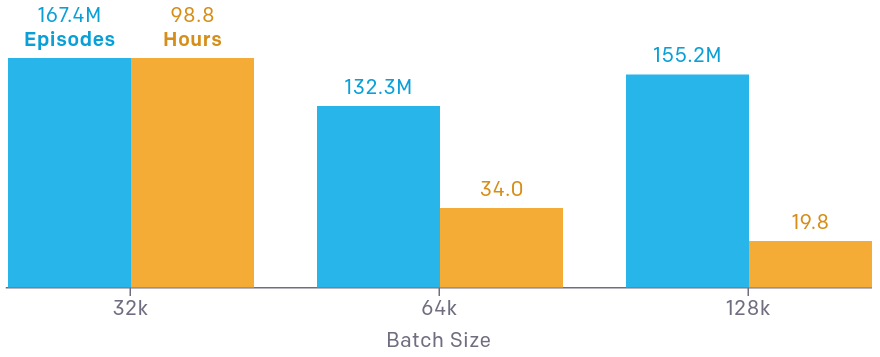 167.4M
Episodes
98.8
Hours
132.3M
34.0
155.2M
19.8
32k
64k
128k
Batch Size